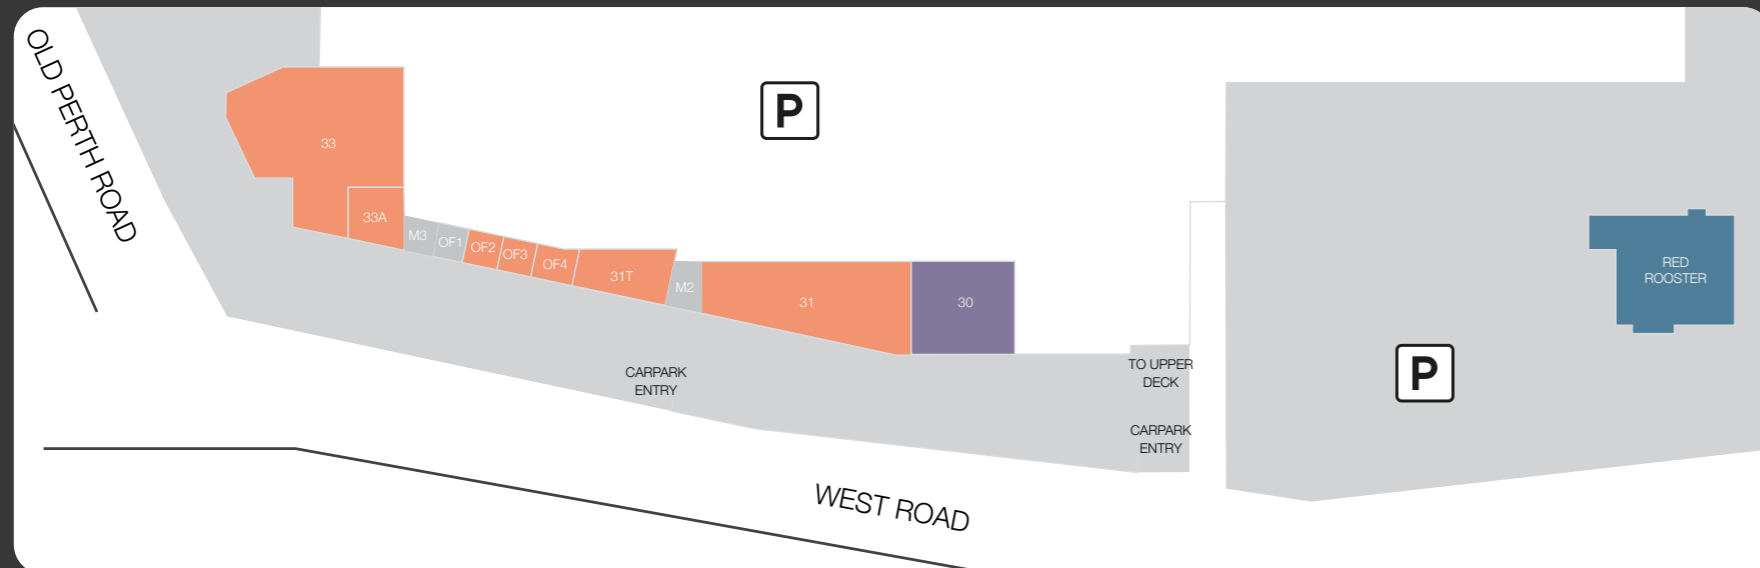 OLD PERTH ROAD
P
33
33A
M3
OF1
OF2
OF3
OF4
31T
M2
31
30
RED
ROOSTER
CARPARK
ENTRY
TO UPPER
DECK
P
CARPARK
ENTRY
WEST ROAD